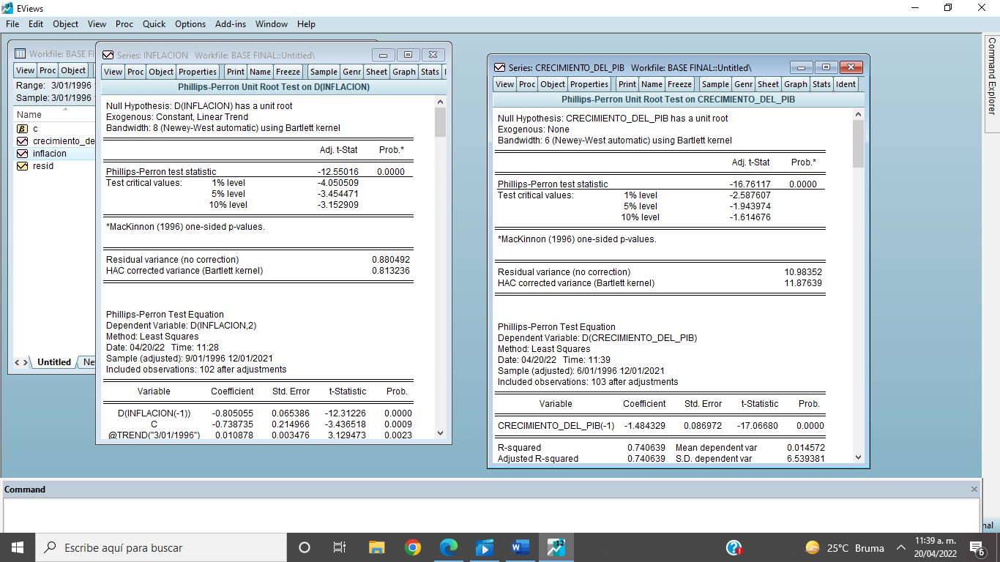 EViews
File Edit Object View Proc Quick Options Add-ins Window Help
Workfile: BASE FI
View Proc Object
Range: 3/01/1996
Sample: 3/01/1996
Name
c
crecimiento_de
inflacion
resid
Untitled Ne
Series: INFLACION Workfile: BASE FINAL::Untitled\
View Proc Object Properties Print Name Freeze Sample Genr Sheet Graph Stats I
Phillips-Perron Unit Root Test on D(INFLACION)
Null Hypothesis: D(INFLACION) has a unit root
Exogenous: Constant, Linear Trend
Bandwidth: 8 (Newey-West automatic) using Bartlett kernel
Adj. t-Stat Prob.*
Phillips-Perron test statistic -12.55016 0.0000
Test critical values: 1% level -4.050509
5% level -3.454471
10% level -3.152909
*MacKinnon (1996) one-sided p-values.
Residual variance (no correction) 0.880492
HAC corrected variance (Bartlett kernel) 0.813236
Phillips-Perron Test Equation
Dependent Variable: D(INFLACION,2)
Method: Least Squares
Date: 04/20/22 Time: 11:28
Sample (adjusted): 9/01/1996 12/01/2021
Included observations: 102 after adjustments
Variable Coefficient Std. Error t-Statistic Prob.
D(INFLACION(-1)) -0.805055 0.065386 -12.31226 0.0000
C -0.738735 0.214966 -3.436518 0.0009
@TREND("3/01/1996") 0.010878 0.003476 3.129473 0.0023
Series: CRECIMIENTO_DEL_PIB Workfile: BASE FINAL::Untitled\
View Proc Object Properties Print Name Freeze Sample Genr Sheet Graph Stats Ident
Phillips-Perron Unit Root Test on CRECIMIENTO_DEL_PIB
Null Hypothesis: CRECIMIENTO_DEL_PIB has a unit root
Exogenous: None
Bandwidth: 6 (Newey-West automatic) using Bartlett kernel
Adj. t-Stat Prob.*
Phillips-Perron test statistic -16.76117 0.0000
Test critical values: 1% level -2.587607
5% level -1.943974
10% level -1.614676
*MacKinnon (1996) one-sided p-values.
Residual variance (no correction) 10.98352
HAC corrected variance (Bartlett kernel) 11.87639
Phillips-Perron Test Equation
Dependent Variable: D(CRECIMIENTO_DEL_PIB)
Method: Least Squares
Date: 04/20/22 Time: 11:39
Sample (adjusted): 6/01/1996 12/01/2021
Included observations: 103 after adjustments
Variable Coefficient Std. Error t-Statistic Prob.
CRECIMIENTO_DEL_PIB(-1) -1.484329 0.086972 -17.06680 0.0000
R-squared 0.740639 Mean dependent var 0.014572
Adjusted R-squared 0.740639 S.D. dependent var 6.539381
Command Explorer
Command
nal
Escribe aquí para buscar
12
25°C Bruma
11:39 a. m.
20/04/2022
6